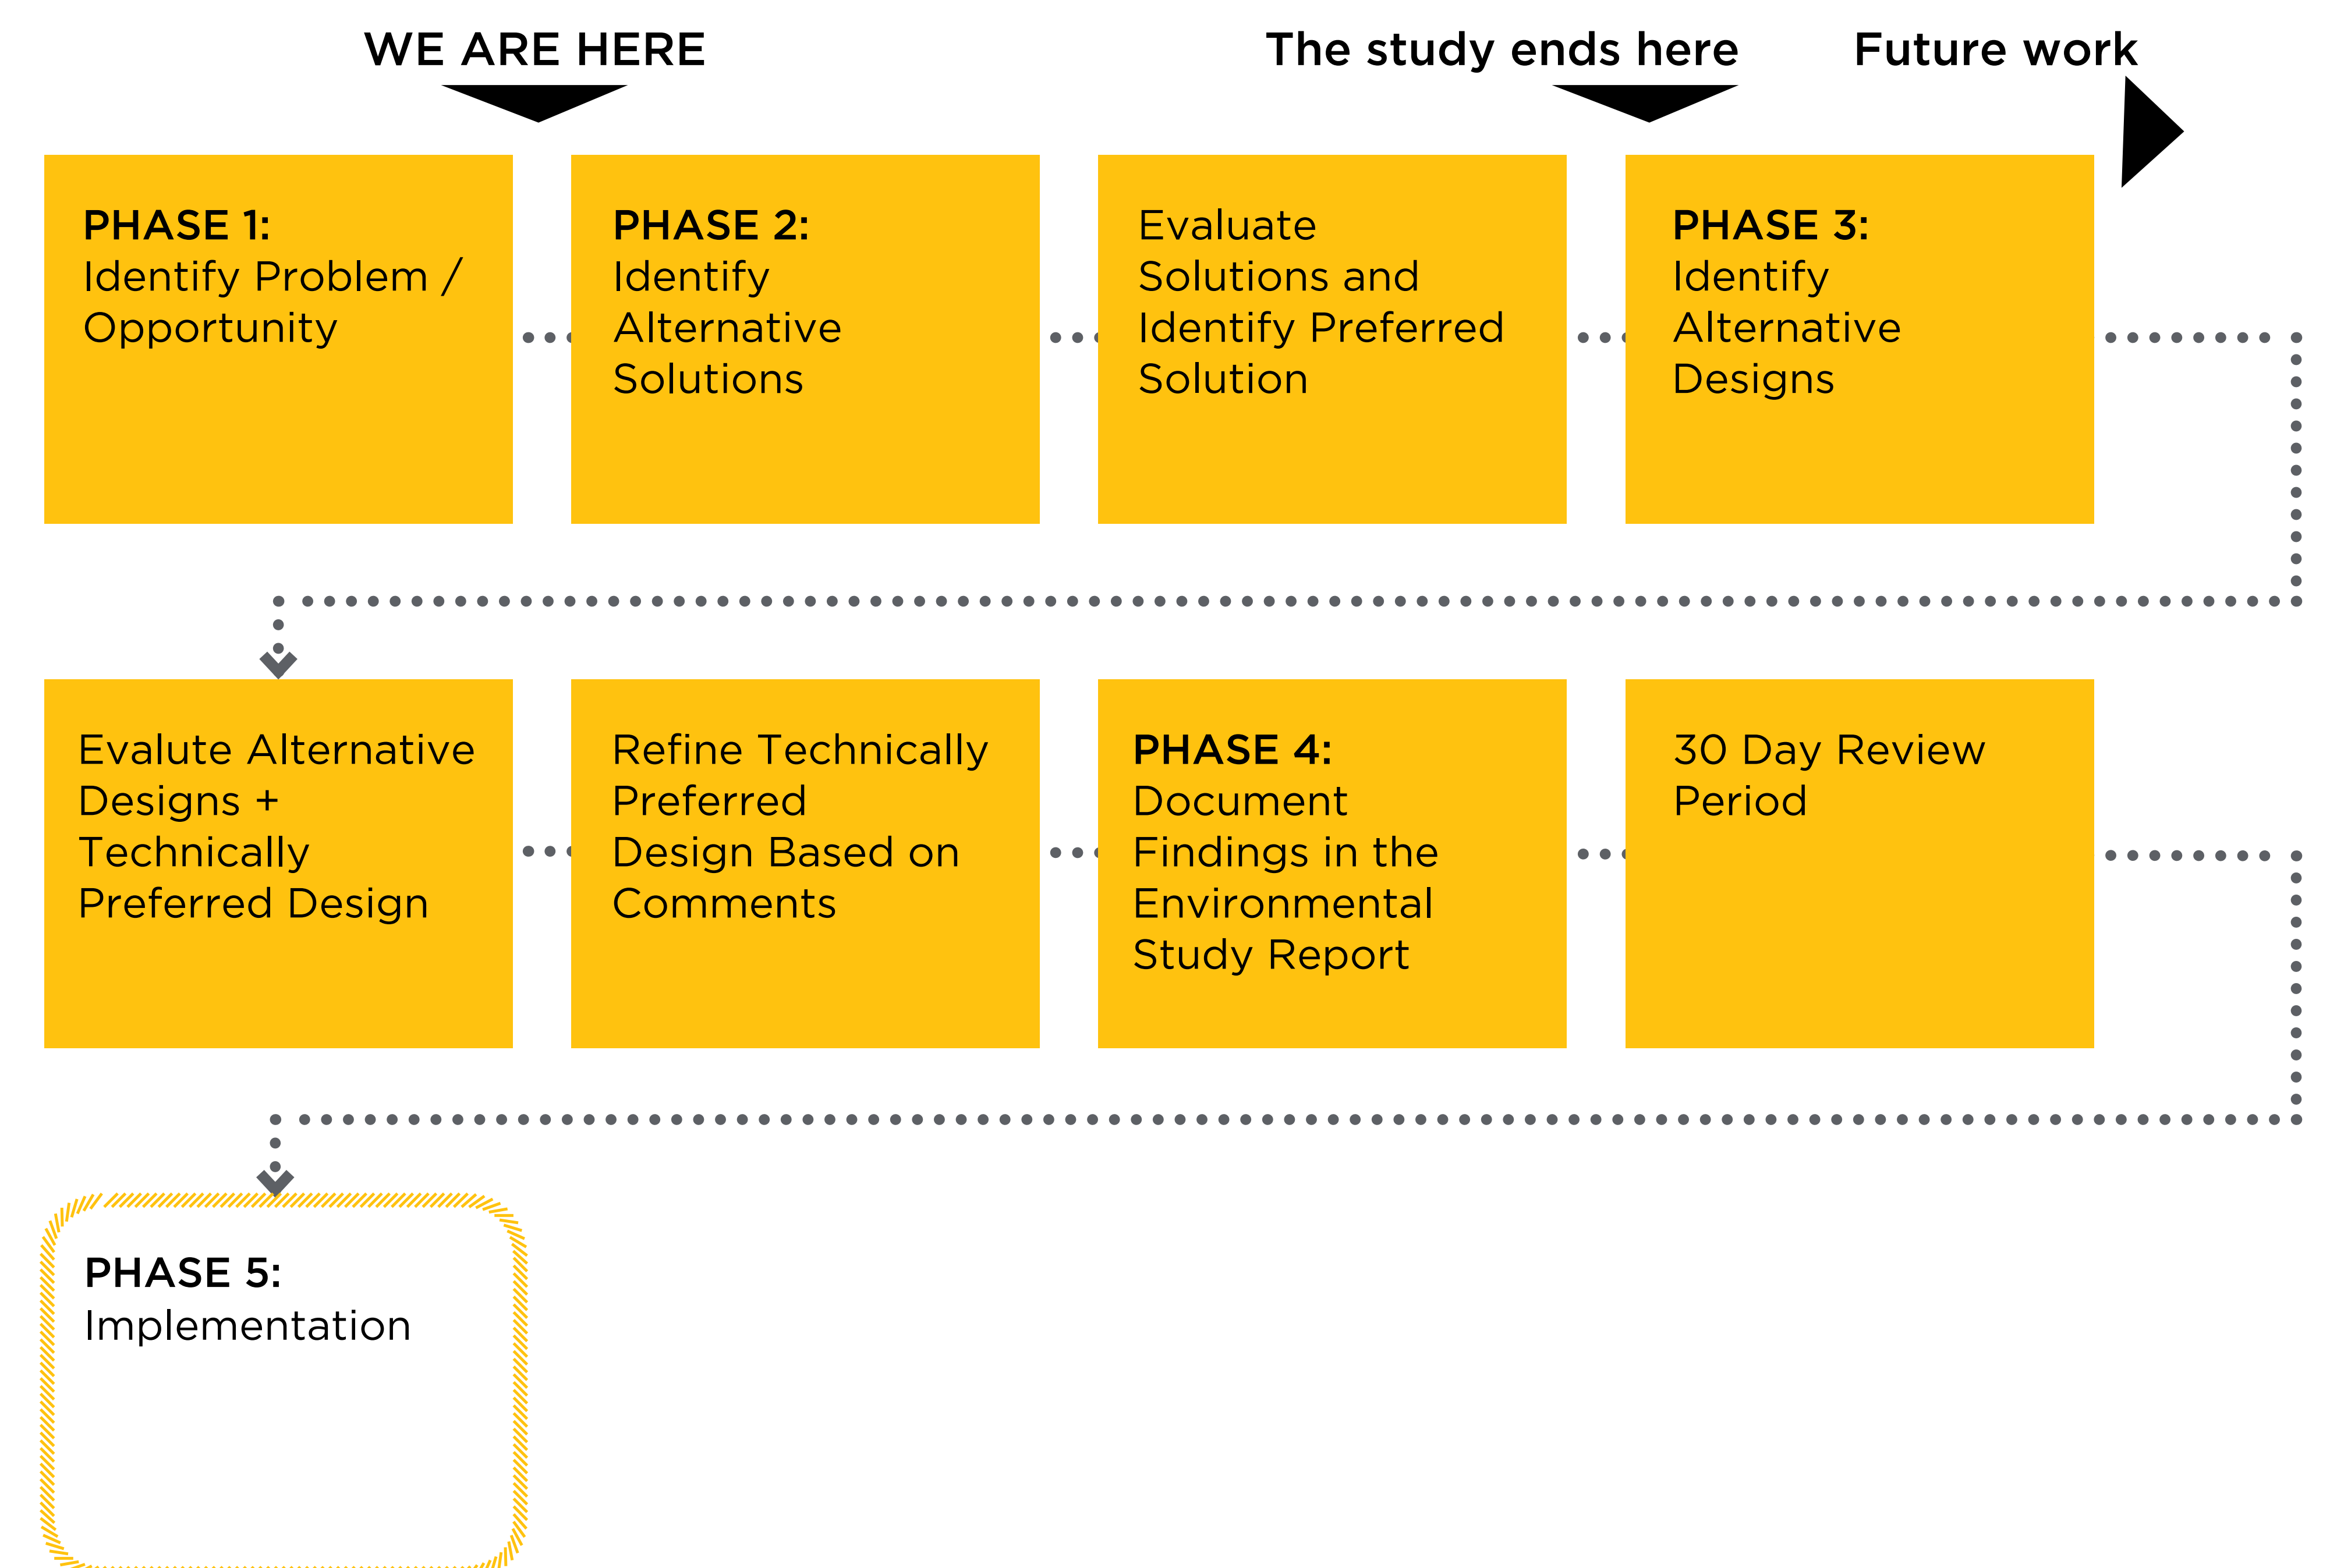 WE ARE HERE
The study ends here
Future work
PHASE 1:
Identify Problem /
Opportunity
PHASE 2:
Identify
Alternative
Solutions
Evaluate
Solutions and
Identify Preferred
Solution
PHASE 3:
Identify
Alternative
Designs
Evalute Alternative
Designs +
Technically
Preferred Design
Refine Technically
Preferred
Design Based on
Comments
PHASE 4:
Document
Findings in the
Environmental
Study Report
30 Day Review
Period
PHASE 5:
Implementation